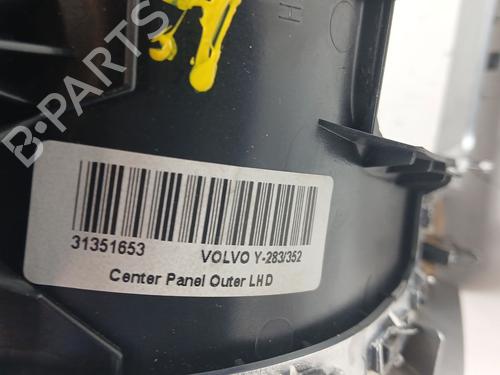 H
B-PARTS
31351653 VOLVO Y-283/352
Center Panel Outer LHD